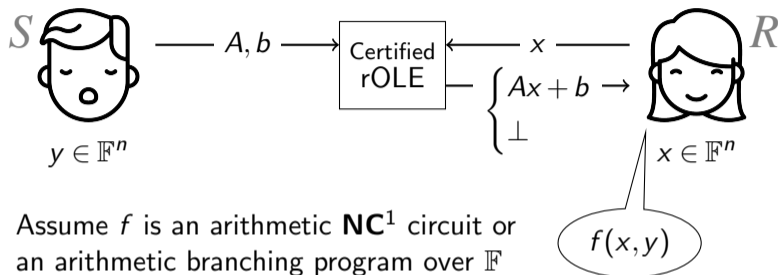 S
A, b
Certified
rOLE
x
R
Ax + b
⊥
y ∈ 𝔽ⁿ
x ∈ 𝔽ⁿ
Assume f is an arithmetic NC¹ circuit or
an arithmetic branching program over 𝔽
f(x, y)